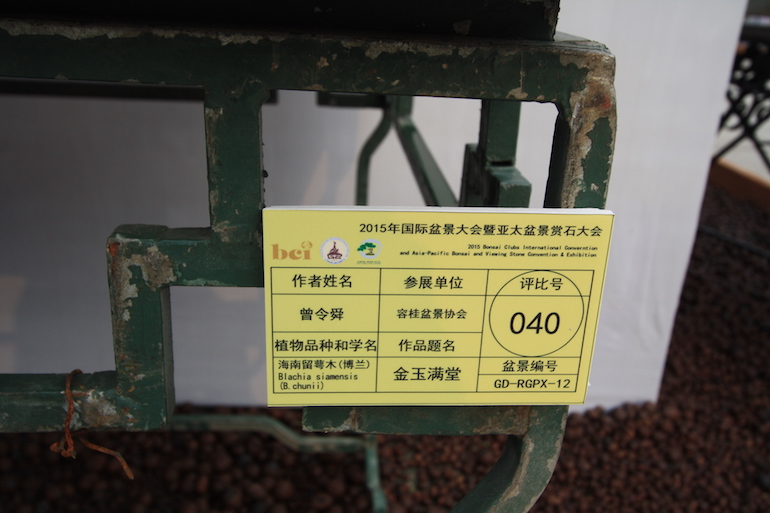 2015年国际盆景大会暨亚太盆景赏石大会
2015 Bonsai Clubs International Convention
and Asia-Pacific Bonsai and Viewing Stone Convention & Exhibition
bci
作者姓名 参展单位 评比号
曾令舜 容桂盆景协会 040
植物品种和学名 作品题名
海南留萼木(博兰)
Blachia siamensis
(B.chunii)
金玉满堂
盆景编号
GD-RGPX-12